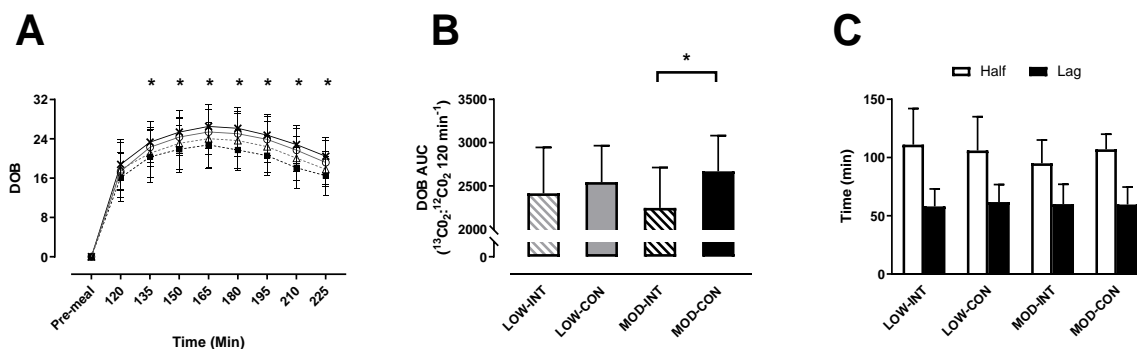 A
B
C
* * * * * * *
32
24
16
8
0
DOB
Pre-meal 120 135 150 165 180 195 210 225
Time (Min)
*
3500
3000
2500
2000
0
DOB AUC
(¹³C0₂:¹²C0₂ 120 min⁻¹)
LOW-INT LOW-CON MOD-INT MOD-CON
Half Lag
150
100
50
0
Time (min)
LOW-INT LOW-CON MOD-INT MOD-CON